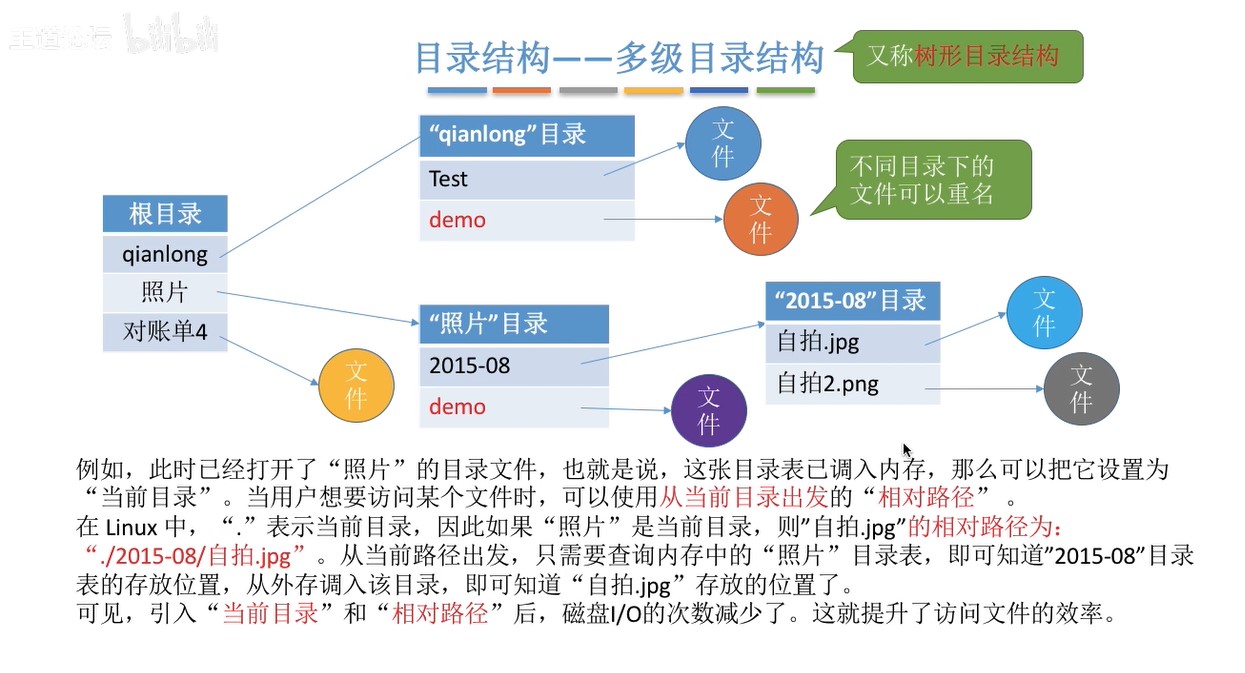 bilibili
目录结构——多级目录结构
又称树形目录结构
“qianlong”目录
Test
demo
文
件
文
件
不同目录下的
文件可以重名
根目录
qianlong
照片
对账单4
文
件
“照片”目录
2015-08
demo
文
件
“2015-08”目录
自拍.jpg
自拍2.png
文
件
文
件
例如，此时已经打开了“照片”的目录文件，也就是说，这张目录表已调入内存，那么可以把它设置为
“当前目录”。当用户想要访问某个文件时，可以使用从当前目录出发的“相对路径” 。
在 Linux 中，“.”表示当前目录，因此如果“照片”是当前目录，则”自拍.jpg”的相对路径为：
“./2015-08/自拍.jpg”。从当前路径出发，只需要查询内存中的“照片”目录表，即可知道”2015-08”目录
表的存放位置，从外存调入该目录，即可知道“自拍.jpg”存放的位置了。
可见，引入“当前目录”和“相对路径”后，磁盘I/O的次数减少了。这就提升了访问文件的效率。